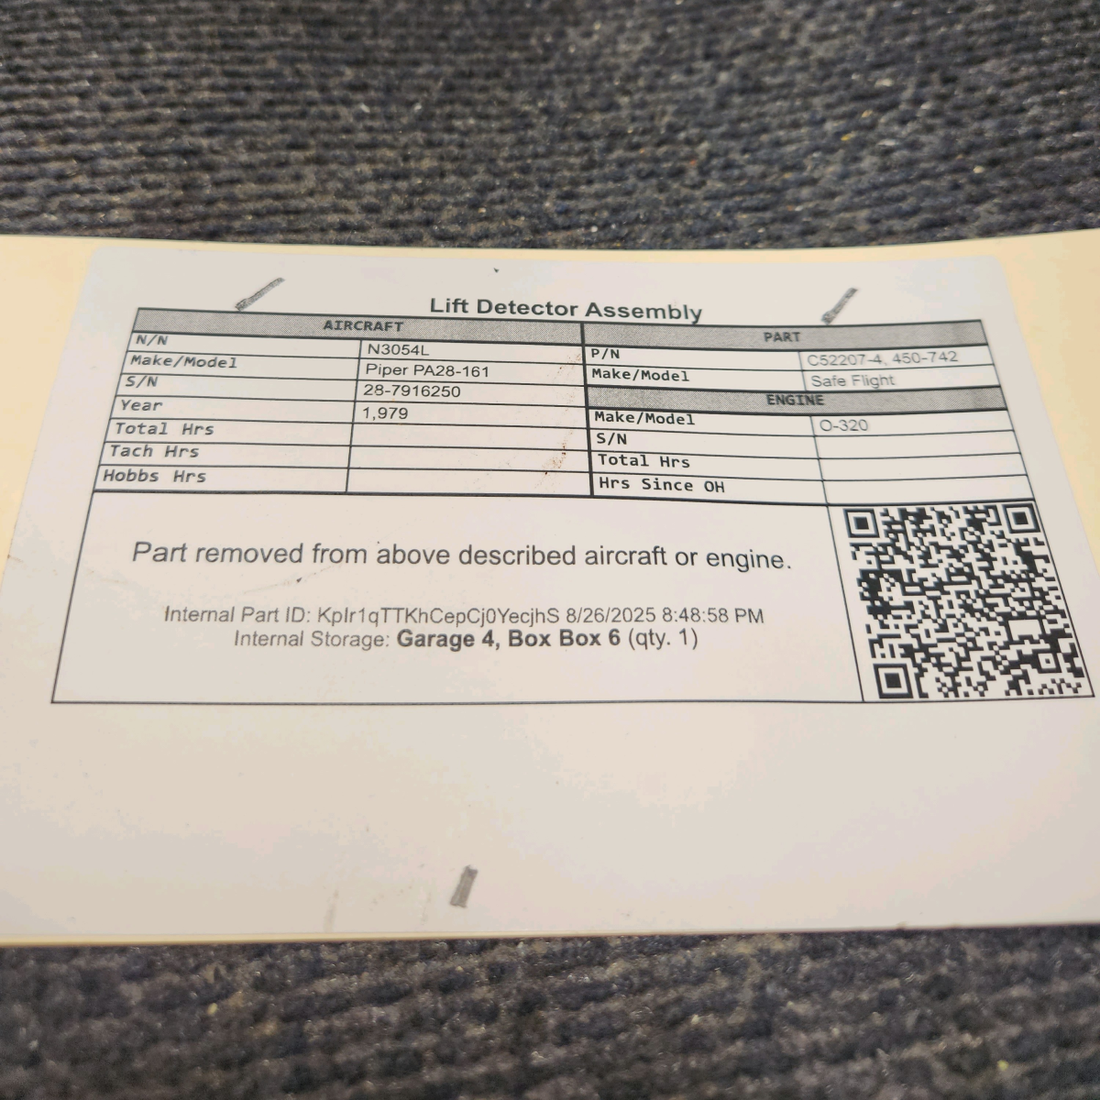 Lift Detector Assembly
AIRCRAFT
N/N N3054L
Make/Model Piper PA28-161
S/N 28-7916250
Year 1,979
Total Hrs
Tach Hrs
Hobbs Hrs
PART
P/N C52207-4, 450-742
Make/Model Safe Flight
ENGINE
Make/Model O-320
S/N
Total Hrs
Hrs Since OH
Part removed from above described aircraft or engine.
Internal Part ID: KpIr1qTTKhCepCj0YecjhS 8/26/2025 8:48:58 PM
Internal Storage: Garage 4, Box Box 6 (qty. 1)